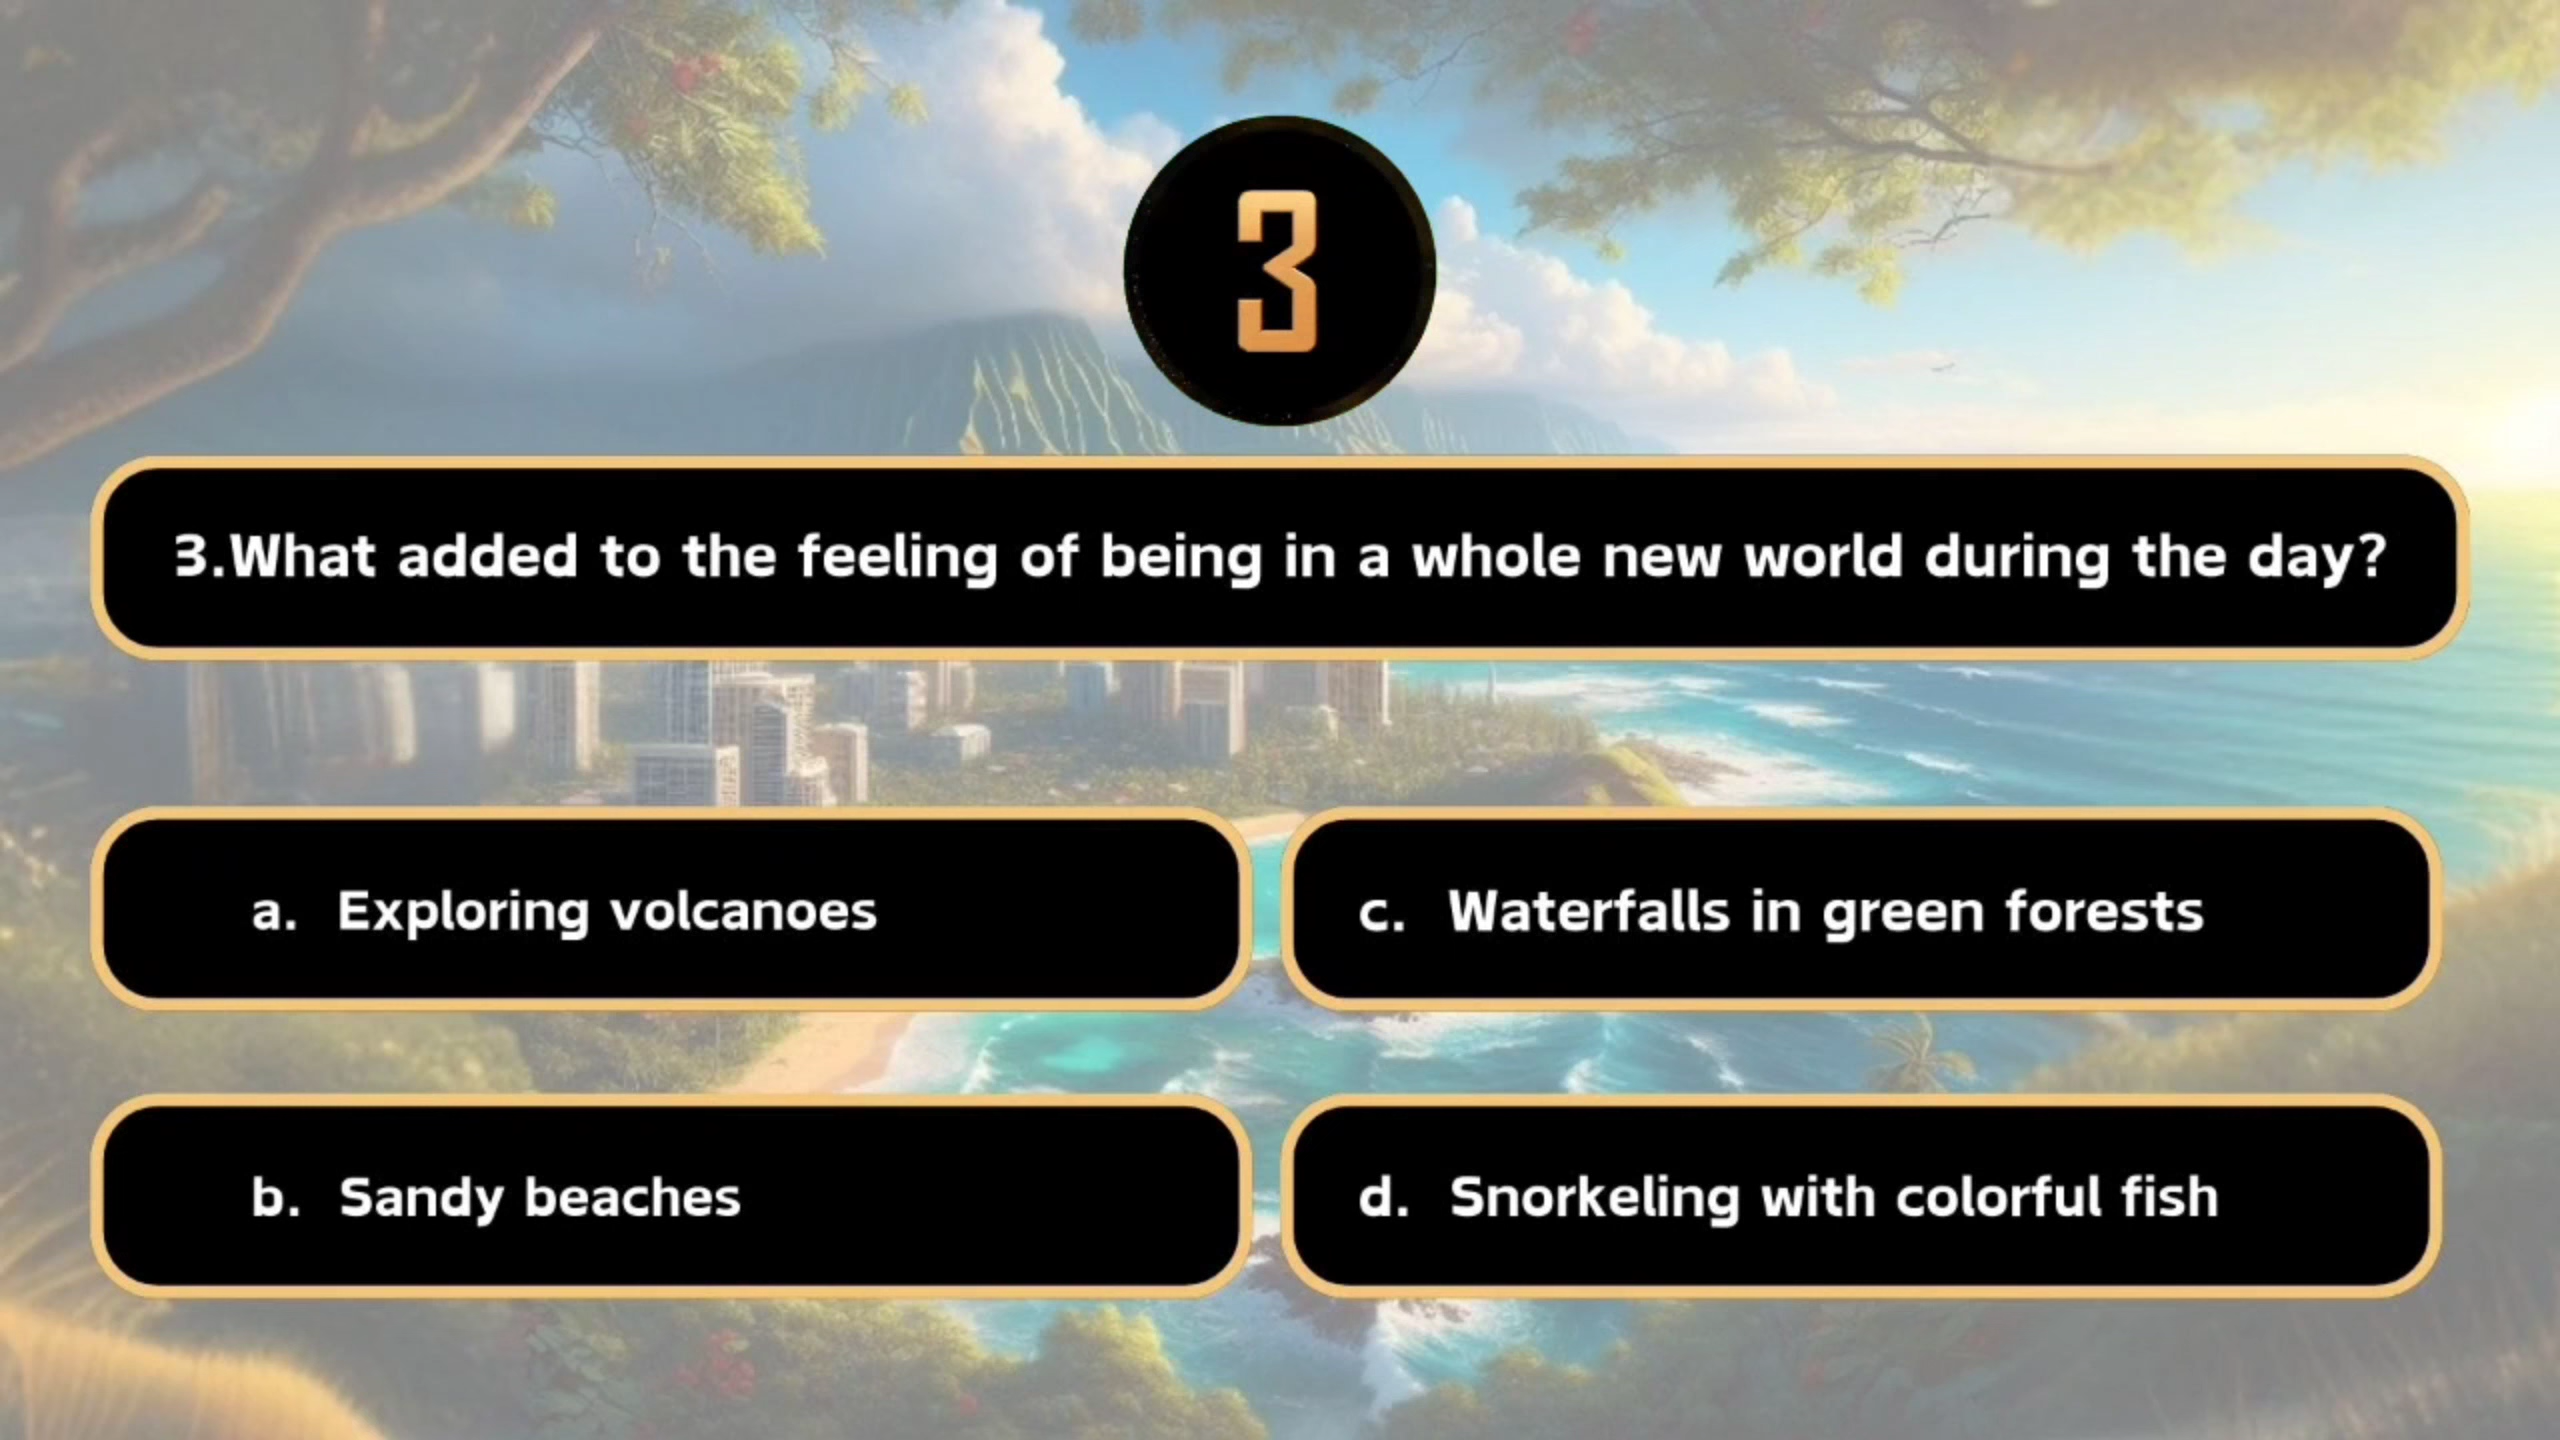 3
3.What added to the feeling of being in a whole new world during the day?
a. Exploring volcanoes
b. Sandy beaches
c. Waterfalls in green forests
d. Snorkeling with colorful fish